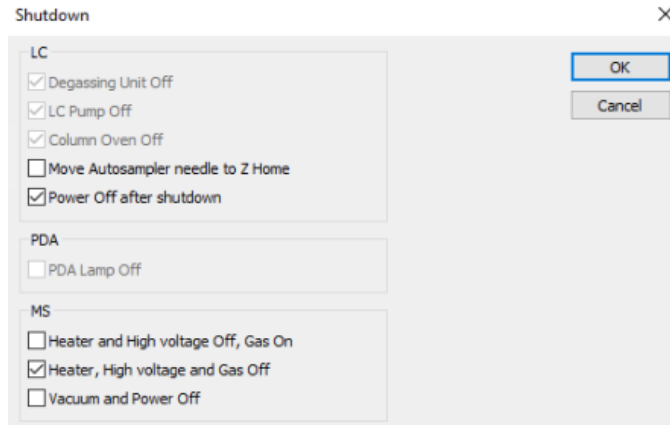 Shutdown
LC
Degassing Unit Off
LC Pump Off
Column Oven Off
Move Autosampler needle to Z Home
Power Off after shutdown
OK
Cancel
PDA
PDA Lamp Off
MS
Heater and High voltage Off, Gas On
Heater, High voltage and Gas Off
Vacuum and Power Off